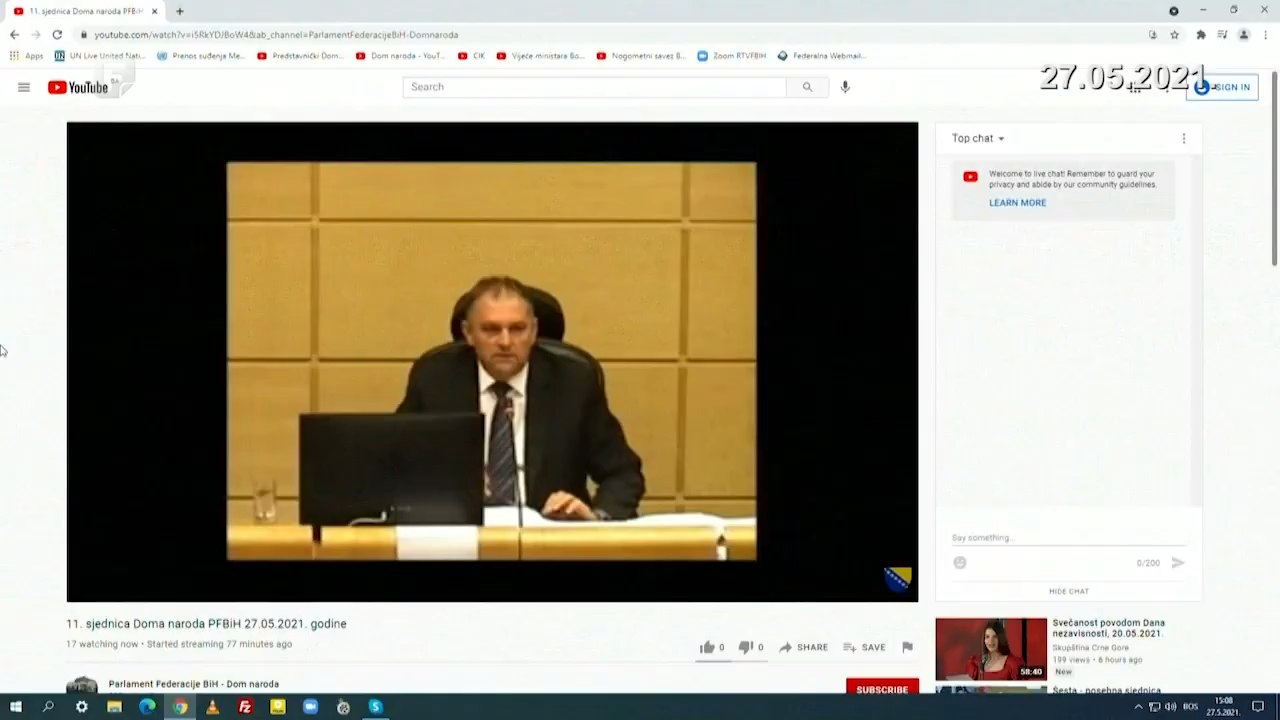 11. sjednica Doma naroda PFBiH
youtube.com/watch?v=i5RkYDJBoW4&ab_channel=ParlamentFederacijeBiH-Domnaroda
Apps
UN Live United Nati...
Prenos suđenja Me...
Predstavnički Dom...
Dom naroda - YouT...
CIK
Vijeće ministara Bo...
Nogometni savez B...
Zoom RTVFBIH
Federalna Webmail...
27.05.2021
YouTube
BA
Search
SIGN IN
Top chat
Welcome to live chat! Remember to guard your
privacy and abide by our community guidelines.
LEARN MORE
Say something...
0/200
HIDE CHAT
11. sjednica Doma naroda PFBiH 27.05.2021. godine
17 watching now • Started streaming 77 minutes ago
0
0
SHARE
SAVE
Parlament Federacije BiH - Dom naroda
SUBSCRIBE
58:40
Svečanost povodom Dana
nezavisnosti, 20.05.2021.
Skupština Crne Gore
199 views • 6 hours ago
New
Šesta - posebna sjednica
BOS
15:08
27.5.2021.